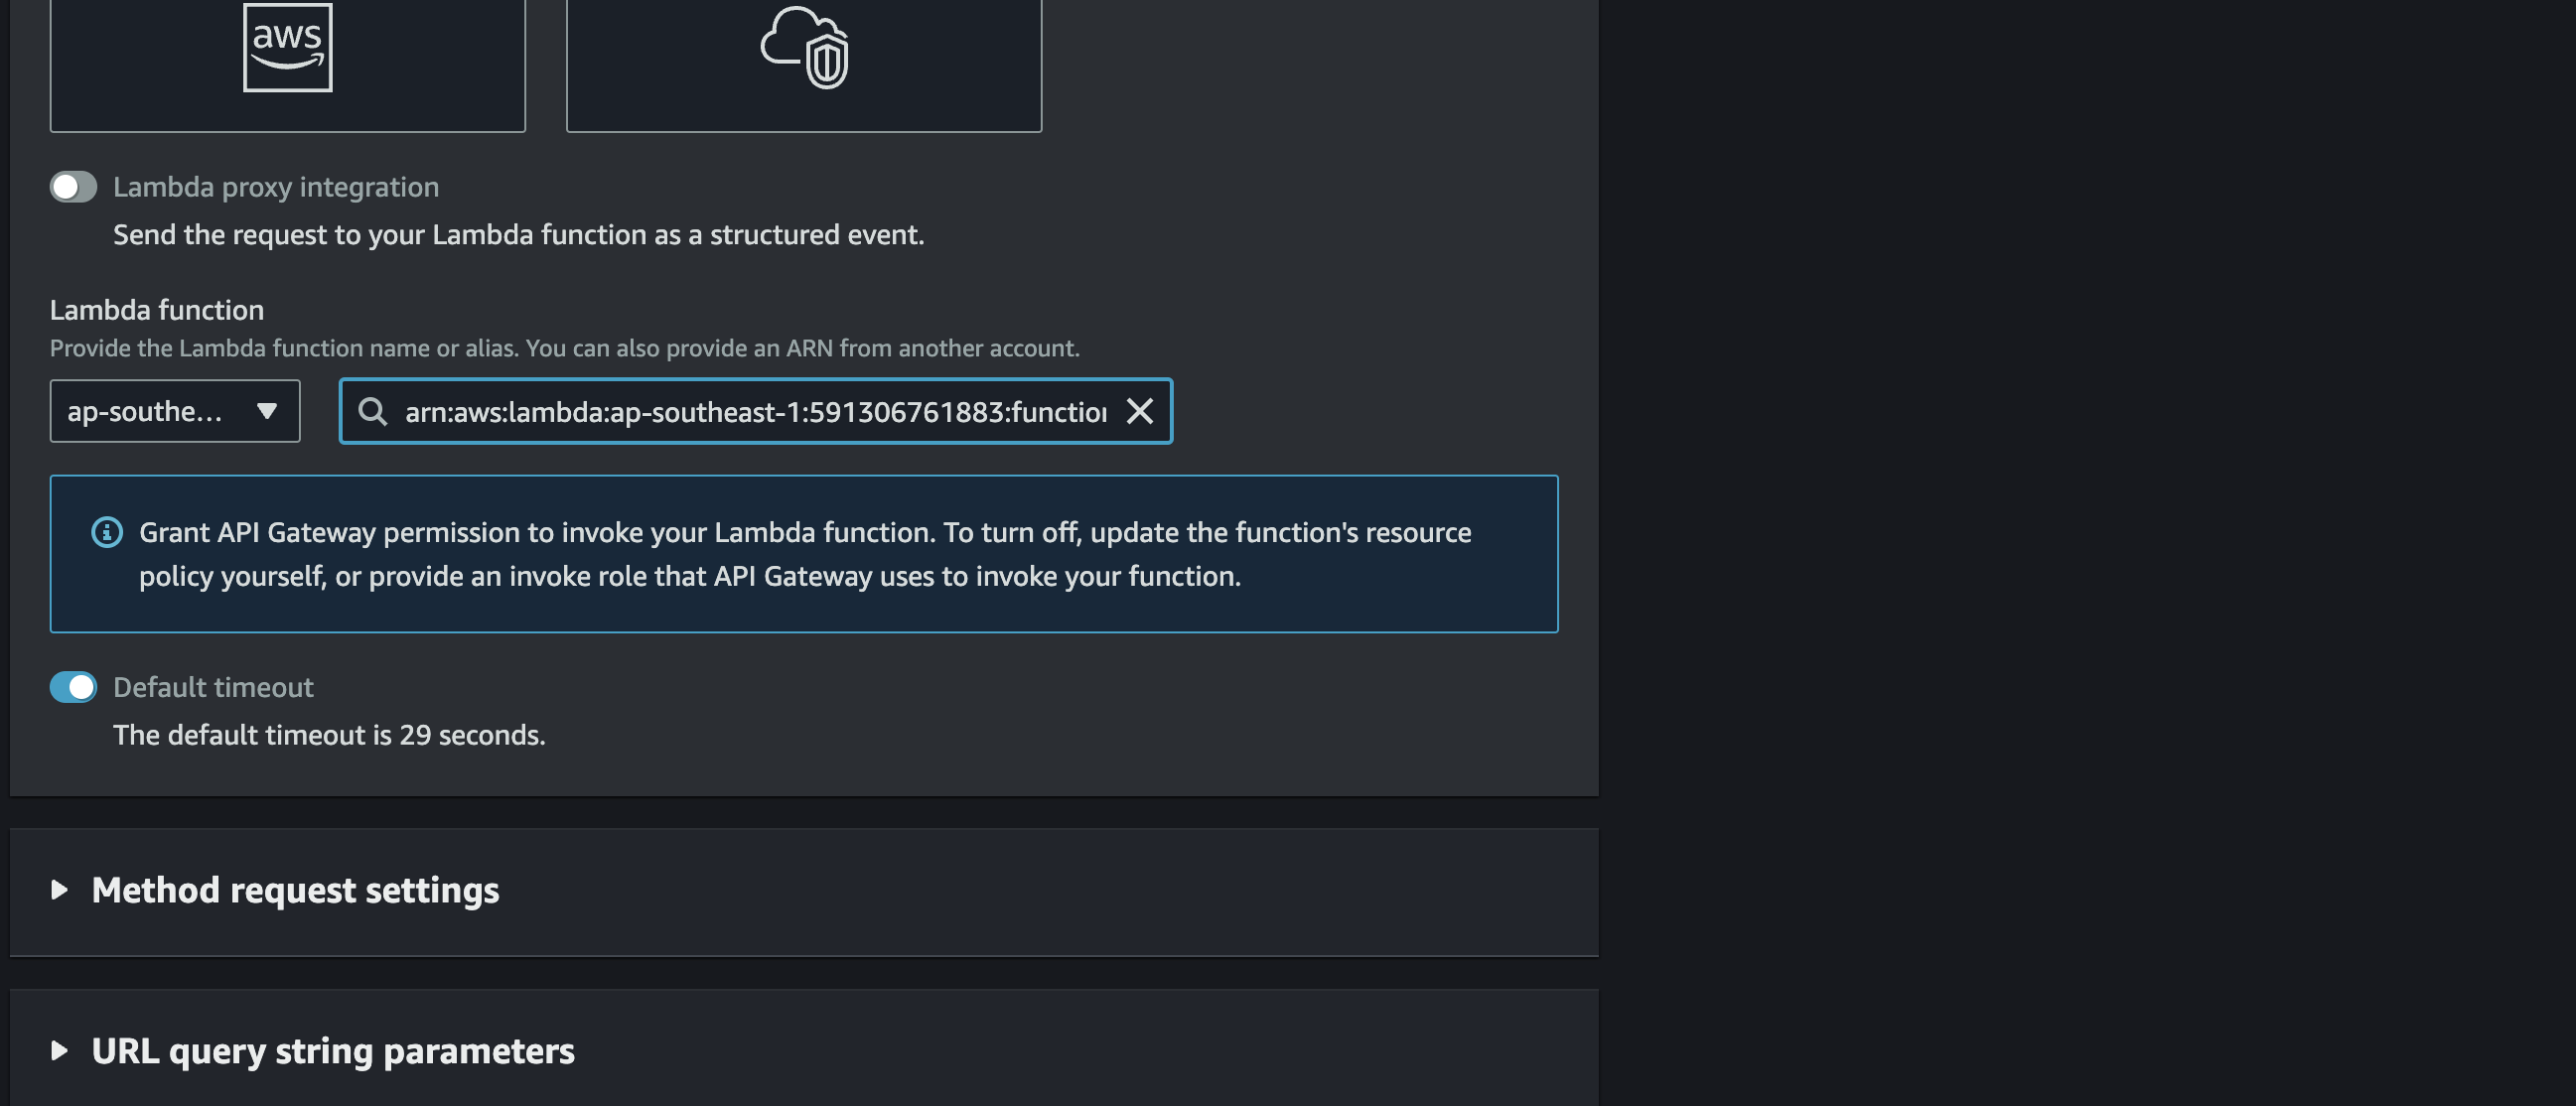 aws
Lambda proxy integration
Send the request to your Lambda function as a structured event.
Lambda function
Provide the Lambda function name or alias. You can also provide an ARN from another account.
ap-southe...
arn:aws:lambda:ap-southeast-1:591306761883:function
Grant API Gateway permission to invoke your Lambda function. To turn off, update the function's resource
policy yourself, or provide an invoke role that API Gateway uses to invoke your function.
Default timeout
The default timeout is 29 seconds.
Method request settings
URL query string parameters